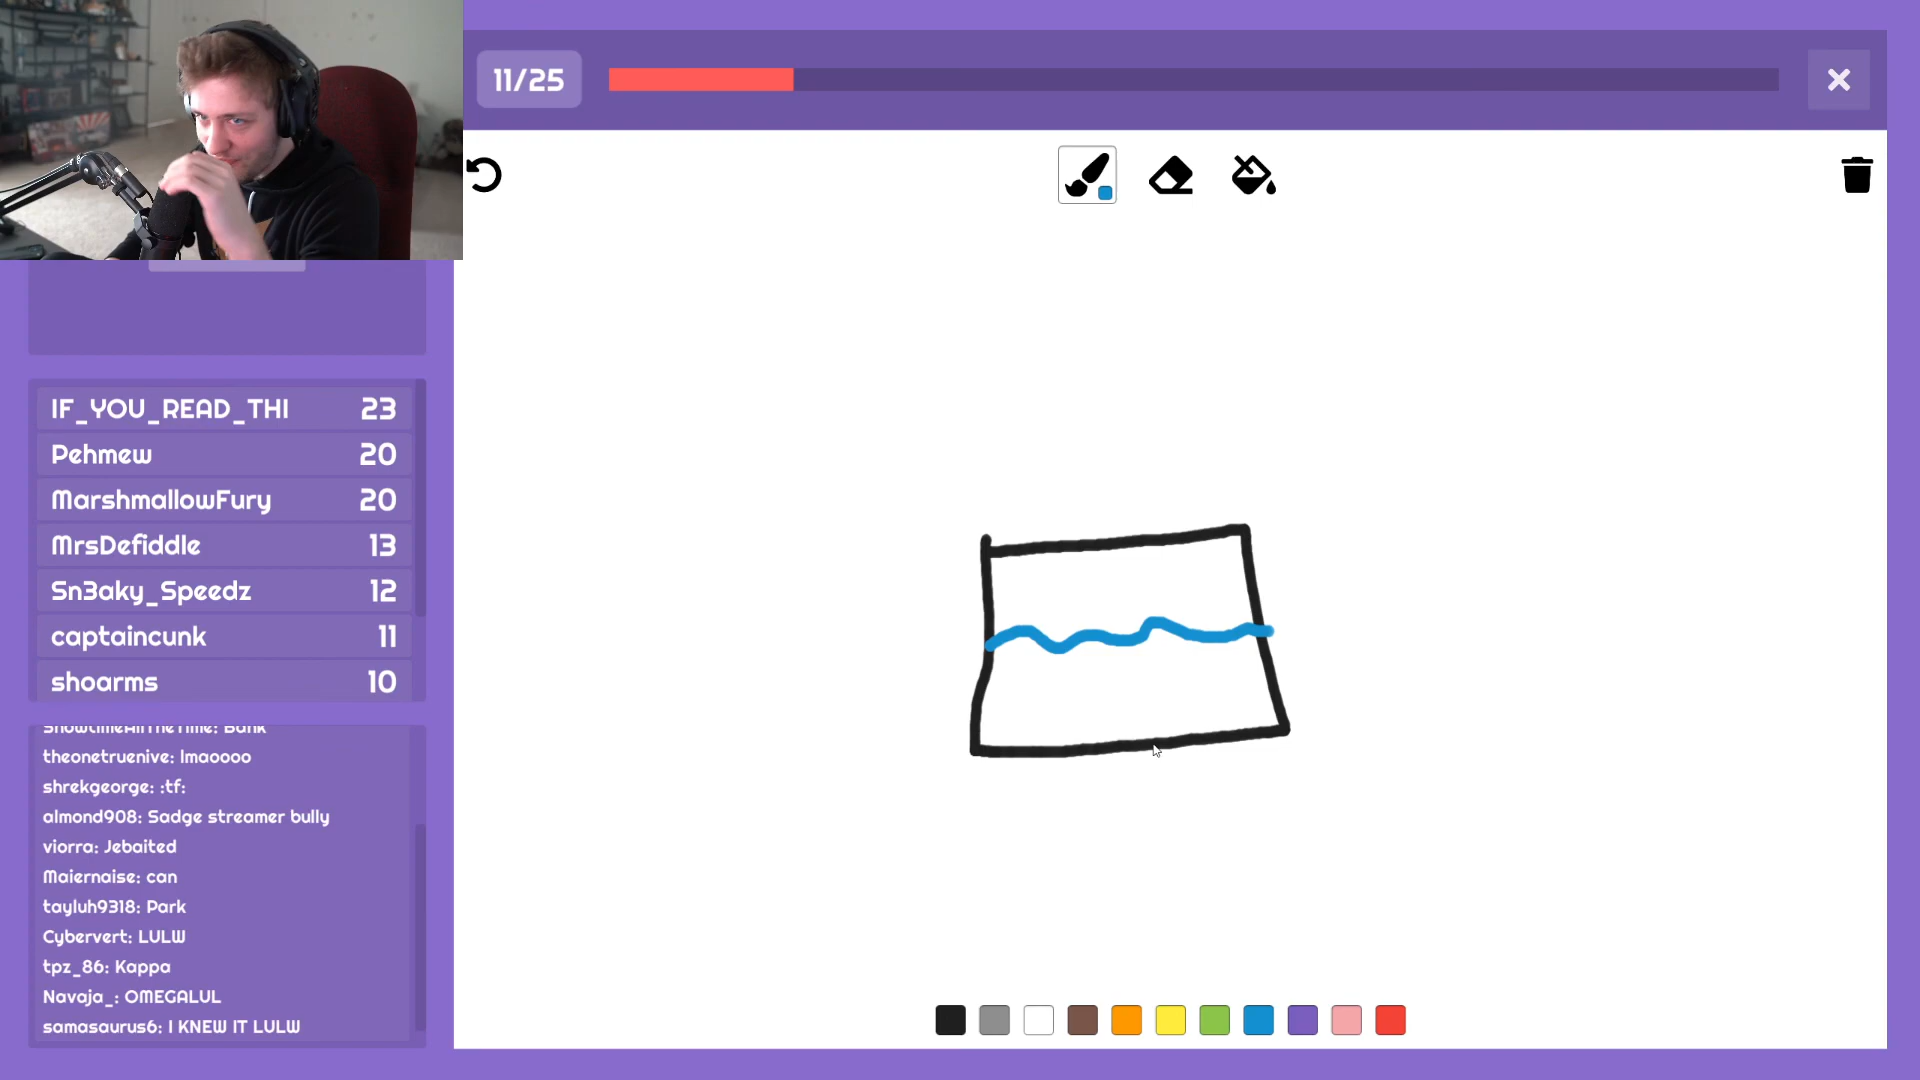 11/25
IF_YOU_READ_THI 23
Pehmew 20
MarshmallowFury 20
MrsDefiddle 13
Sn3aky_Speedz 12
captaincunk 11
shoarms 10
ShowtimeAllTheTime: Bank
theonetruenive: lmaoooo
shrekgeorge: :tf:
almond908: Sadge streamer bully
viorra: Jebaited
Maiernaise: can
tayluh9318: Park
Cybervert: LULW
tpz_86: Kappa
Navaja_: OMEGALUL
samasaurus6: I KNEW IT LULW